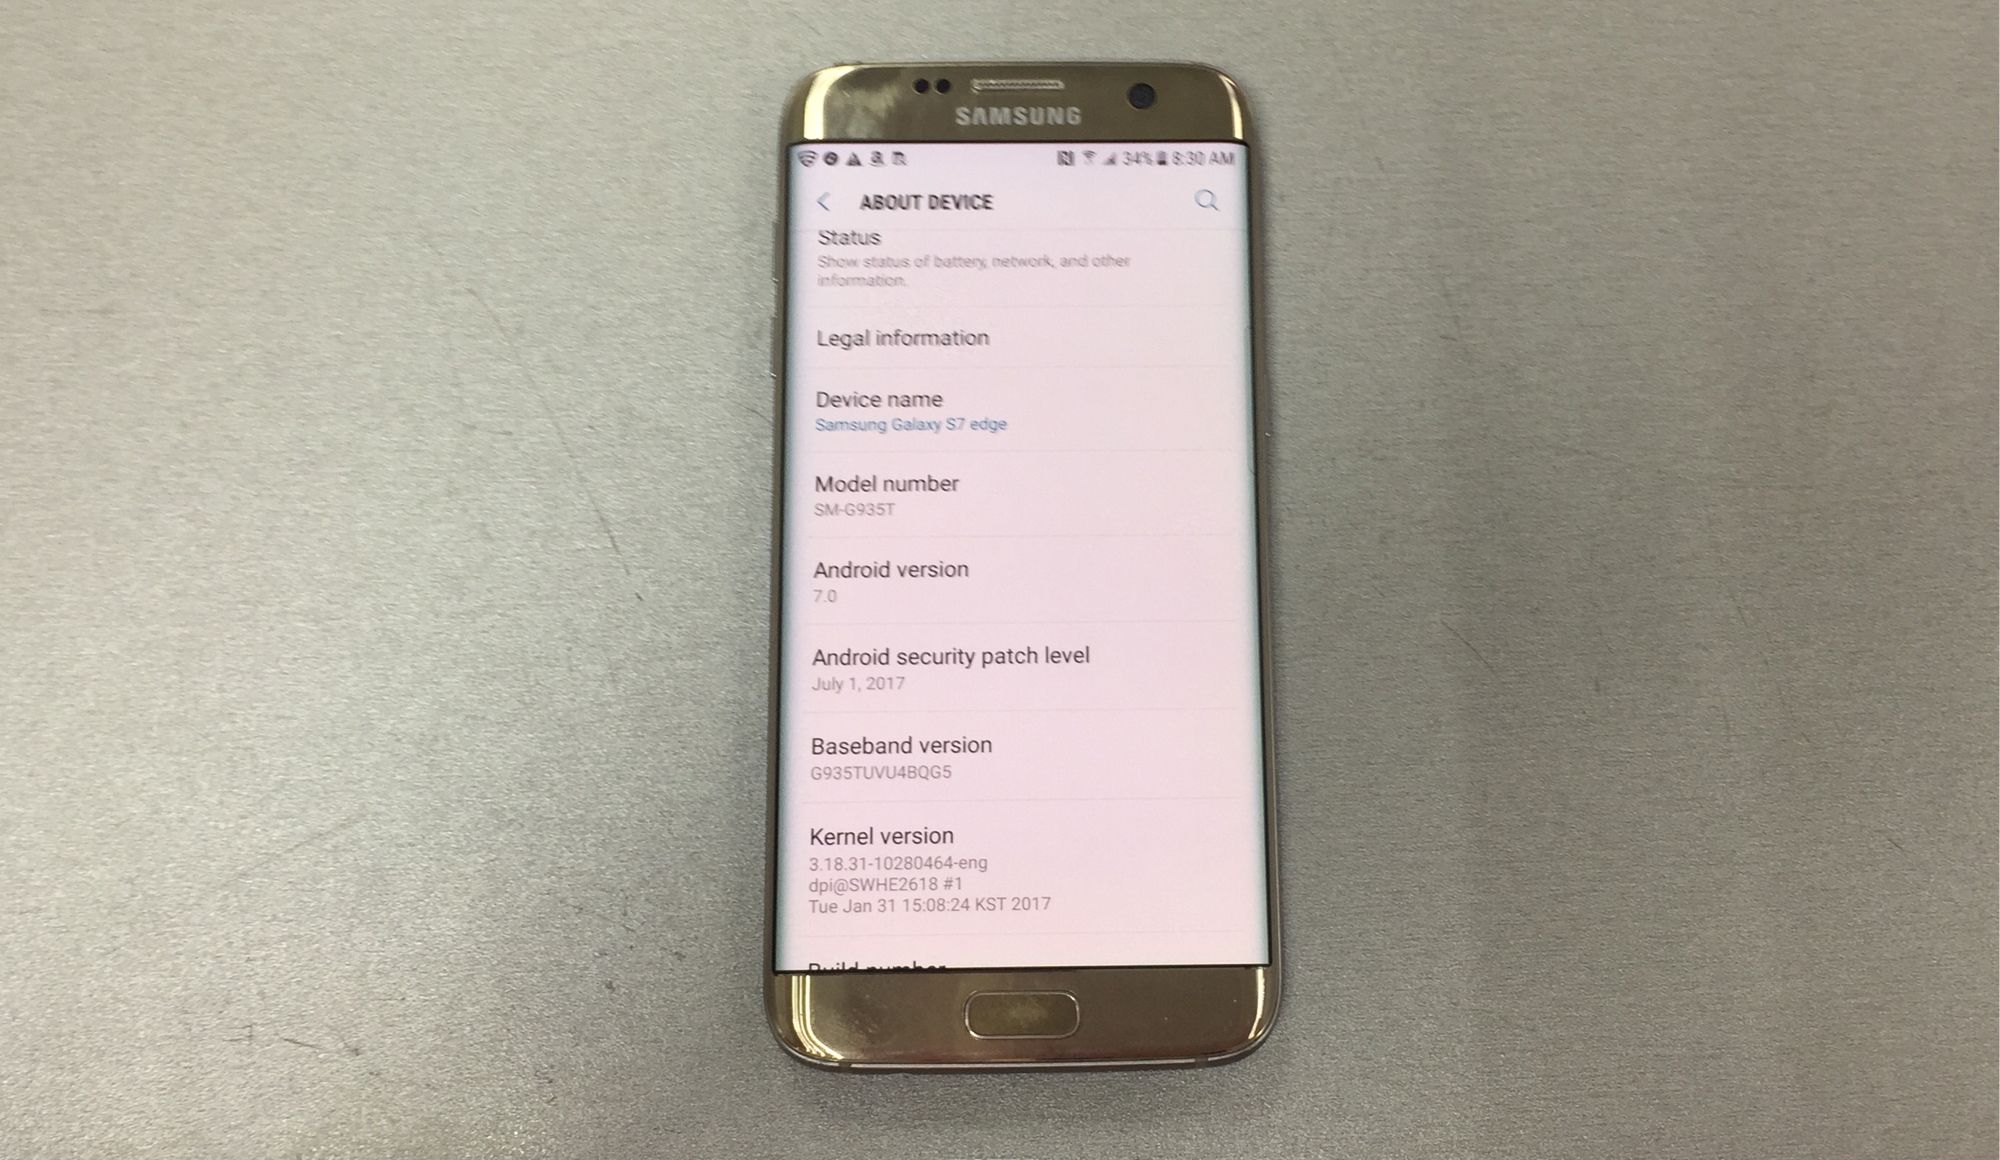 SAMSUNG
34% 8:30 AM
ABOUT DEVICE
Status
Show status of battery, network, and other
information.
Legal information
Device name
Samsung Galaxy S7 edge
Model number
SM-G935T
Android version
7.0
Android security patch level
July 1, 2017
Baseband version
G935TUVU4BQG5
Kernel version
3.18.31-10280464-eng
dpi@SWHE2618 #1
Tue Jan 31 15:08:24 KST 2017
Build number